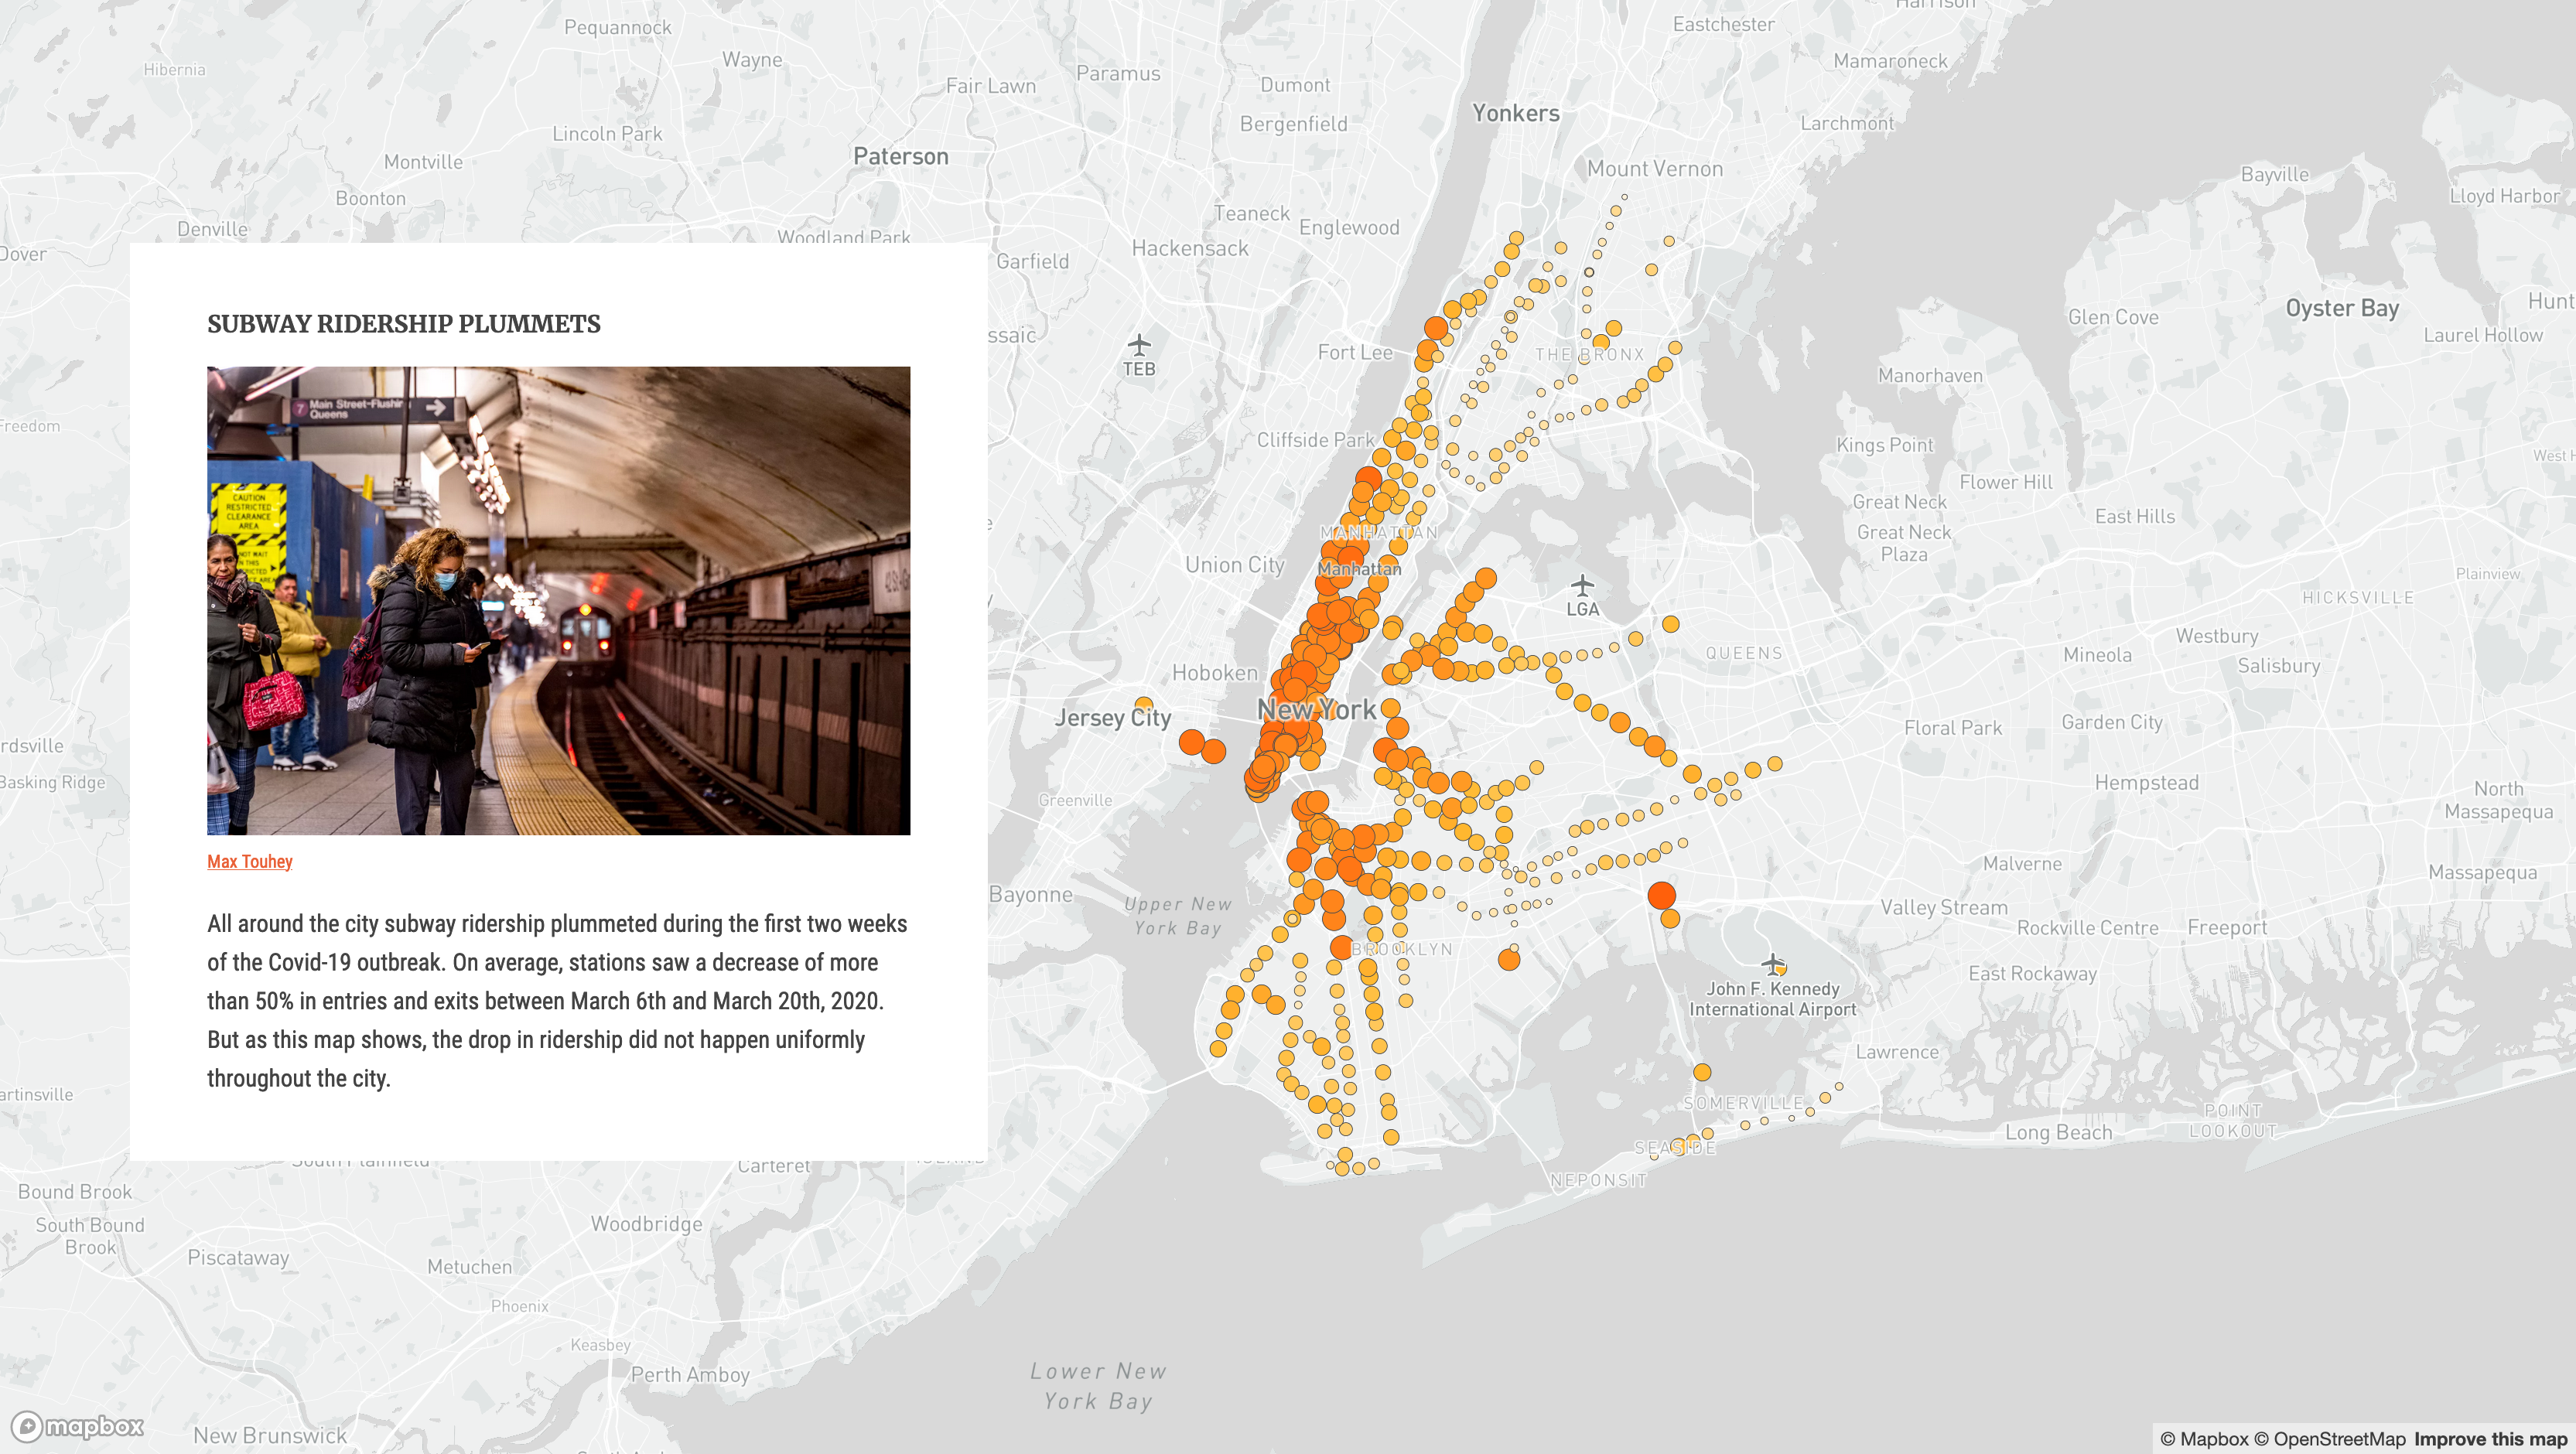 Harrison
Pequannock
Eastchester
Hibernia
Wayne
Mamaroneck
Fair Lawn
Paramus
Dumont
Yonkers
Lincoln Park
Bergenfield
Larchmont
Montville
Paterson
Mount Vernon
Bayville
Boonton
Lloyd Harbor
Denville
Teaneck
Englewood
Woodland Park
Hackensack
Dover
Garfield
SUBWAY RIDERSHIP PLUMMETS
7 Main Street-Flushing
Queens
CAUTION
RESTRICTED
CLEARANCE
AREA
Max Touhey
All around the city subway ridership plummeted during the first two weeks
of the Covid-19 outbreak. On average, stations saw a decrease of more
than 50% in entries and exits between March 6th and March 20th, 2020.
But as this map shows, the drop in ridership did not happen uniformly
throughout the city.
Oyster Bay
Hunt
Glen Cove
Laurel Hollow
ssaic
TEB
Fort Lee
THE BRONX
Manorhaven
Freedom
Cliffside Park
Kings Point
West H
Great Neck
Flower Hill
East Hills
MANHATTAN
Great Neck
Plaza
Union City
Manhattan
Plainview
LGA
HICKSVILLE
Westbury
QUEENS
Mineola
Salisbury
Hoboken
New York
Jersey City
Floral Park
Garden City
rdsville
Basking Ridge
Greenville
Hempstead
North
Massapequa
Malverne
Massapequa
Bayonne
Upper New
York Bay
Valley Stream
Rockville Centre
Freeport
BROOKLYN
East Rockaway
John F. Kennedy
International Airport
Lawrence
artinsville
SOMERVILLE
POINT
LOOKOUT
Long Beach
SEASIDE
NEPONSIT
South Plainfield
Carteret
ISLAND
Bound Brook
South Bound
Brook
Woodbridge
Piscataway
Metuchen
Phoenix
Keasbey
Perth Amboy
Lower New
York Bay
mapbox
New Brunswick
© Mapbox © OpenStreetMap Improve this map